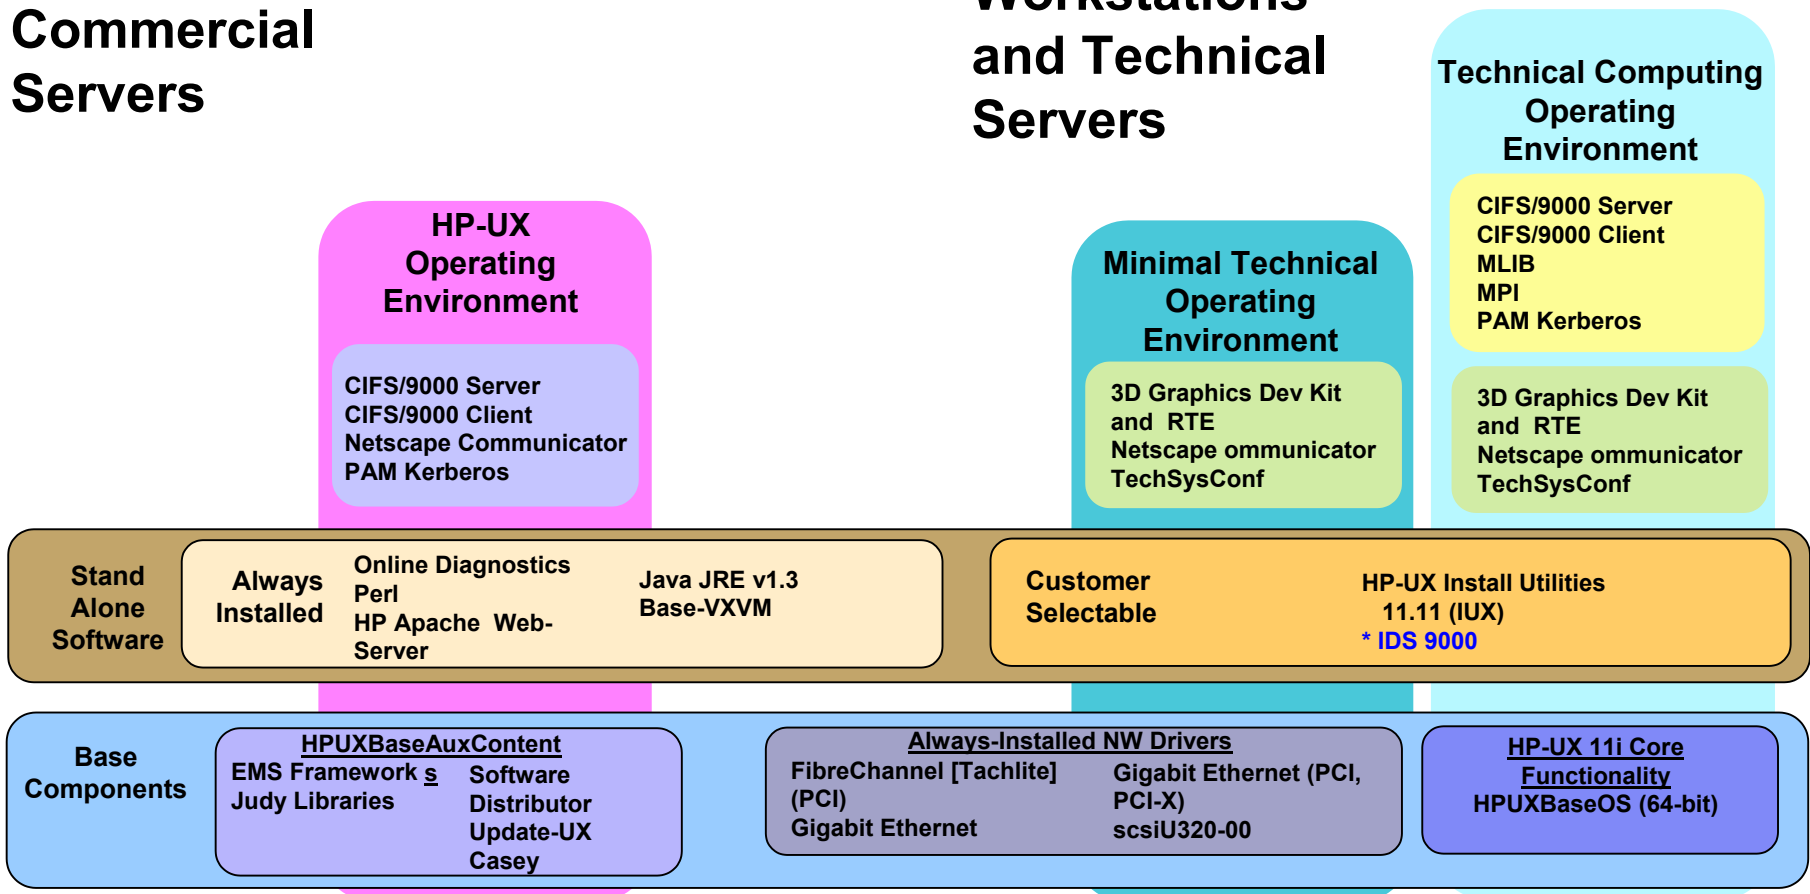 Commercial
Servers
Workstations
and Technical
Servers
Technical Computing
Operating
Environment
CIFS/9000 Server
CIFS/9000 Client
MLIB
MPI
PAM Kerberos
3D Graphics Dev Kit
and RTE
Netscape ommunicator
TechSysConf
HP-UX
Operating
Environment
CIFS/9000 Server
CIFS/9000 Client
Netscape Communicator
PAM Kerberos
Minimal Technical
Operating
Environment
3D Graphics Dev Kit
and RTE
Netscape ommunicator
TechSysConf
Stand
Alone
Software
Always
Installed
Online Diagnostics
Perl
HP Apache Web-
Server
Java JRE v1.3
Base-VXVM
Customer
Selectable
HP-UX Install Utilities
11.11 (IUX)
* IDS 9000
Base
Components
HPUXBaseAuxContent
EMS Framework s
Judy Libraries
Software
Distributor
Update-UX
Casey
Always-Installed NW Drivers
FibreChannel [Tachlite]
(PCI)
Gigabit Ethernet
Gigabit Ethernet (PCI,
PCI-X)
scsiU320-00
HP-UX 11i Core
Functionality
HPUXBaseOS (64-bit)